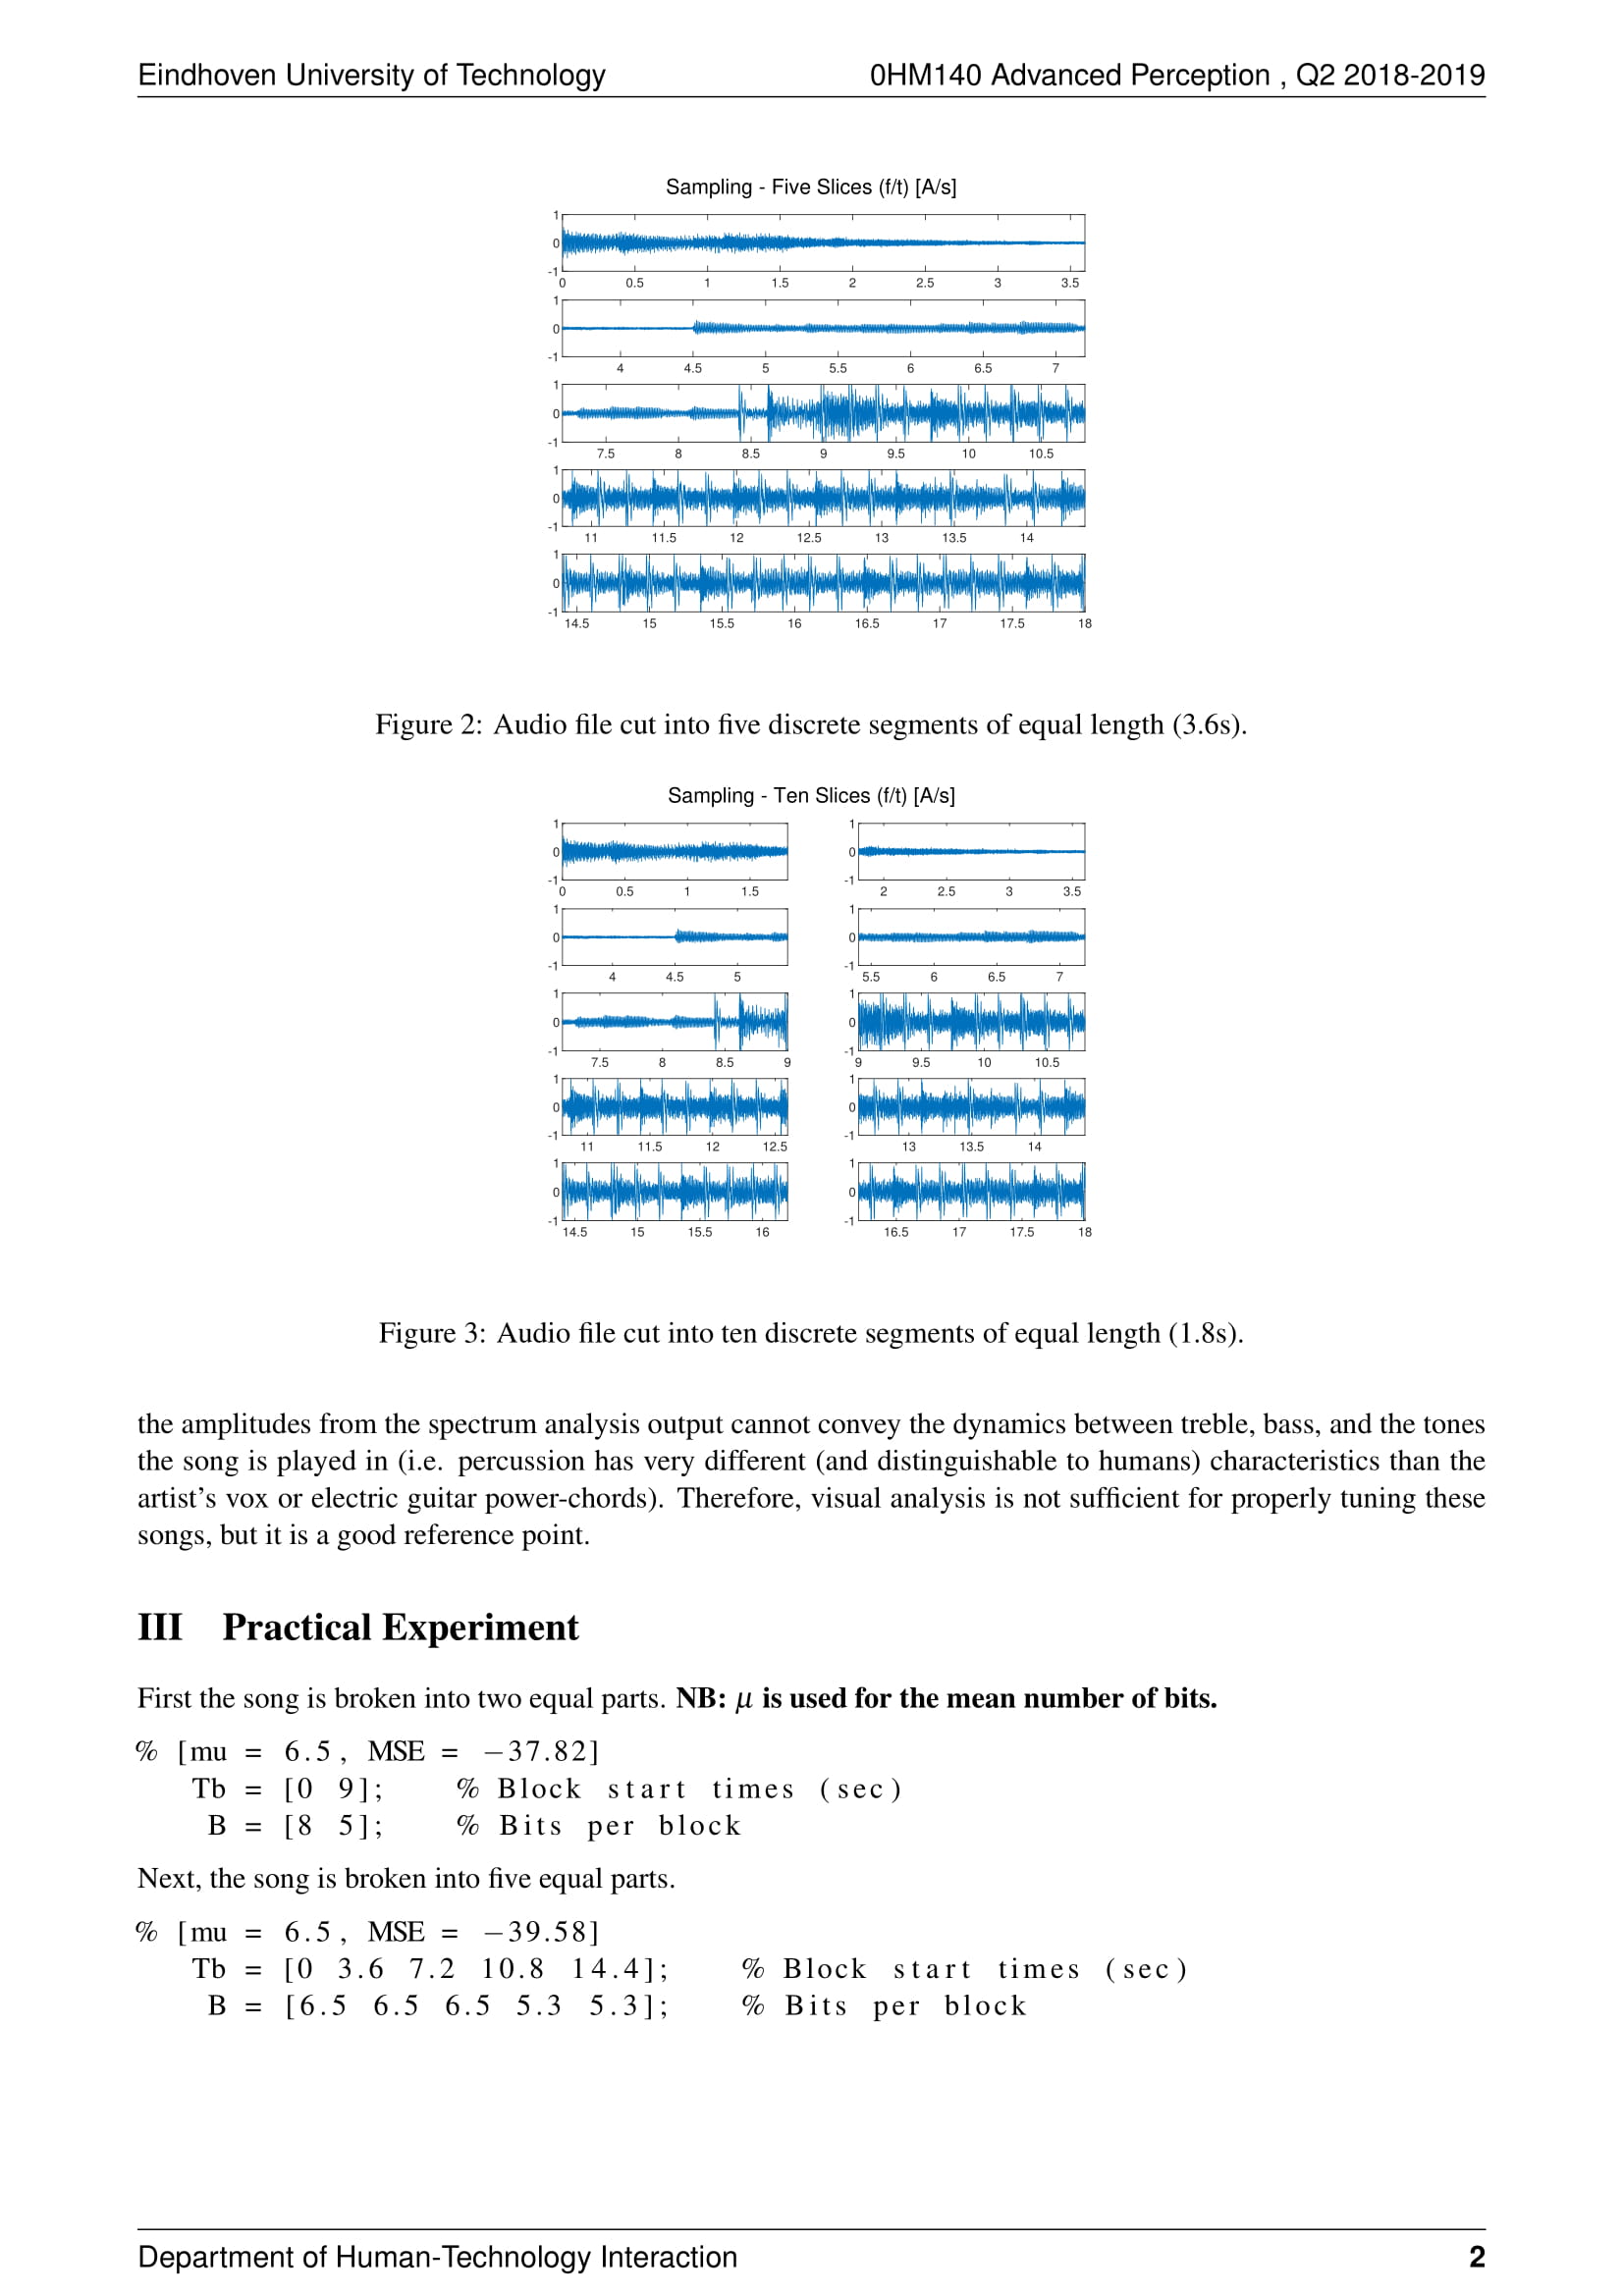 Eindhoven University of Technology 0HM140 Advanced Perception , Q2 2018-2019
Sampling - Five Slices (f/t) [A/s]
1
0
-1
0 0.5 1 1.5 2 2.5 3 3.5
1
0
-1
4 4.5 5 5.5 6 6.5 7
1
0
-1
7.5 8 8.5 9 9.5 10 10.5
1
0
-1
11 11.5 12 12.5 13 13.5 14
1
0
-1
14.5 15 15.5 16 16.5 17 17.5 18
Figure 2: Audio file cut into five discrete segments of equal length (3.6s).
Sampling - Ten Slices (f/t) [A/s]
1 1
0 0
-1 -1
0 0.5 1 1.5 2 2.5 3 3.5
1 1
0 0
-1 -1
4 4.5 5 5.5 6 6.5 7
1 1
0 0
-1 -1
7.5 8 8.5 9 9 9.5 10 10.5
1 1
0 0
-1 -1
11 11.5 12 12.5 13 13.5 14
1 1
0 0
-1 -1
14.5 15 15.5 16 16.5 17 17.5 18
Figure 3: Audio file cut into ten discrete segments of equal length (1.8s).
the amplitudes from the spectrum analysis output cannot convey the dynamics between treble, bass, and the tones
the song is played in (i.e. percussion has very different (and distinguishable to humans) characteristics than the
artist's vox or electric guitar power-chords). Therefore, visual analysis is not sufficient for properly tuning these
songs, but it is a good reference point.
III Practical Experiment
First the song is broken into two equal parts. NB: μ is used for the mean number of bits.
% [mu = 6.5, MSE = −37.82]
Tb = [0 9]; % Block start times (sec)
B = [8 5]; % Bits per block
Next, the song is broken into five equal parts.
% [mu = 6.5, MSE = −39.58]
Tb = [0 3.6 7.2 10.8 14.4]; % Block start times (sec)
B = [6.5 6.5 6.5 5.3 5.3]; % Bits per block
Department of Human-Technology Interaction 2